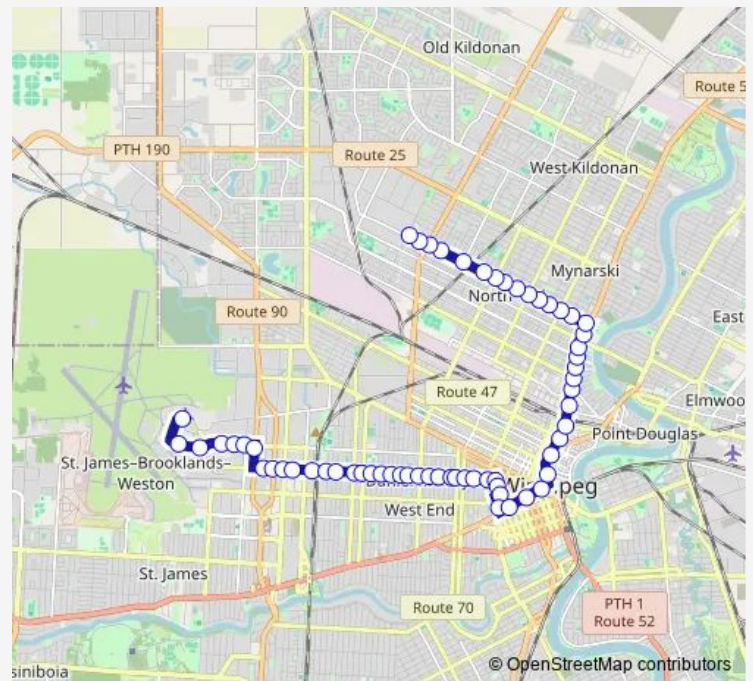 Old Kildonan
Route 5
PTH 190
Route 25
West Kildonan
Mynarski
North
Route 90
East
Route 47
Elmwoo
Point Douglas
St. James–Brooklands–
Weston
West End
St. James
Route 70
PTH 1
Route 52
siniboia
© OpenStreetMap contributors